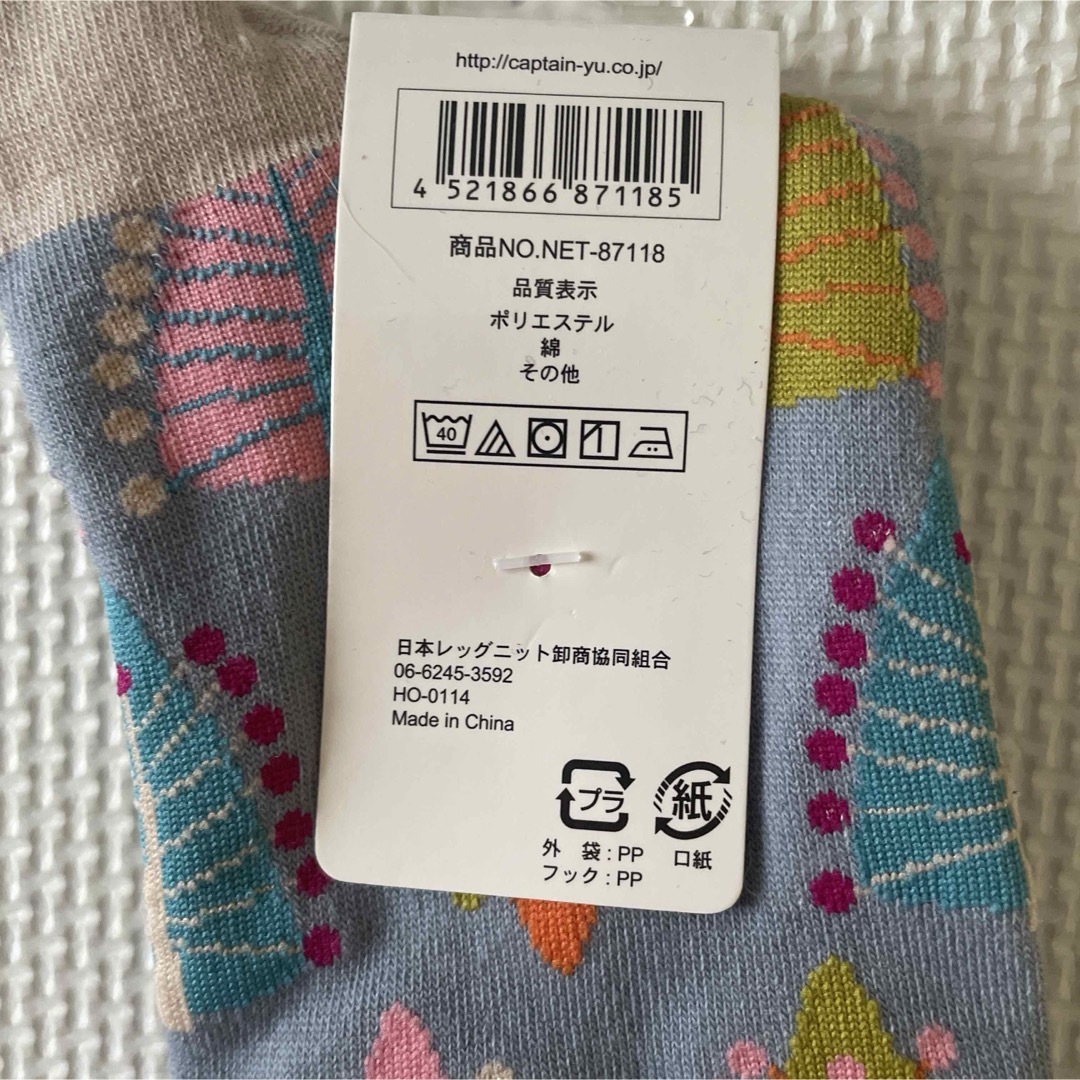 http://captain-yu.co.jp/
4 521866 871185
商品NO.NET-87118
品質表示
ポリエステル
綿
その他
40
日本レッグニット卸商協同組合
06-6245-3592
HO-0114
Made in China
プラ 紙
外 袋 : PP 口紙
フック : PP